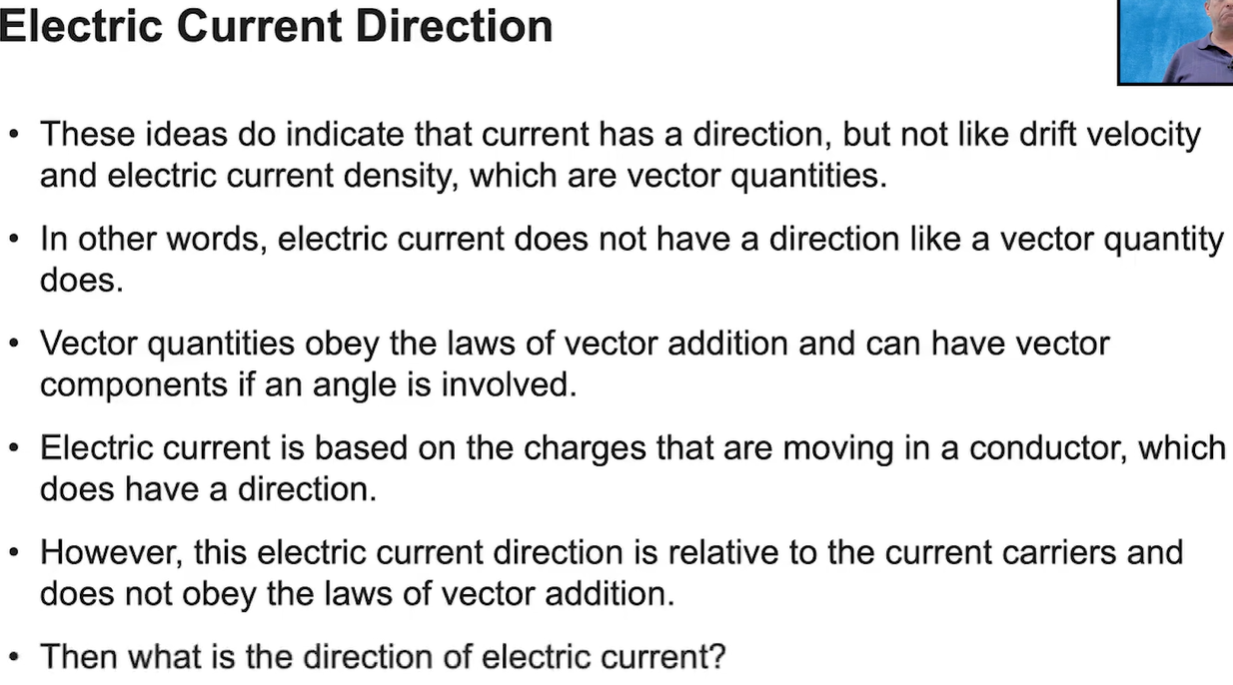 Electric Current Direction
• These ideas do indicate that current has a direction, but not like drift velocity
and electric current density, which are vector quantities.
• In other words, electric current does not have a direction like a vector quantity
does.
• Vector quantities obey the laws of vector addition and can have vector
components if an angle is involved.
• Electric current is based on the charges that are moving in a conductor, which
does have a direction.
• However, this electric current direction is relative to the current carriers and
does not obey the laws of vector addition.
• Then what is the direction of electric current?